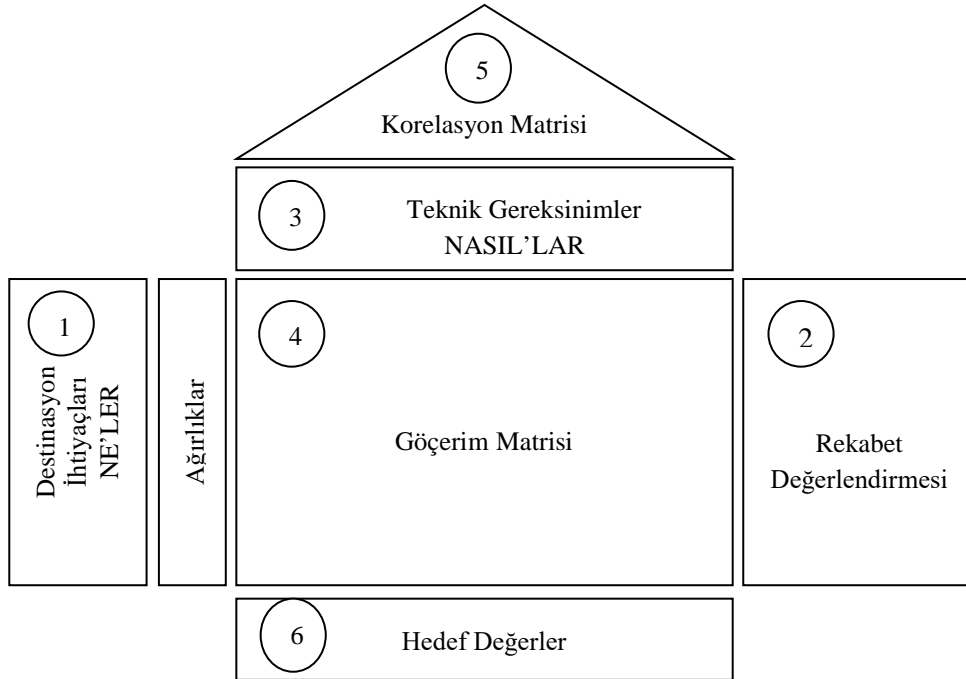 5
Korelasyon Matrisi
3
Teknik Gereksinimler
NASIL’LAR
1
Destinasyon
İhtiyaçları
NE’LER
Ağırlıklar
4
Göçerim Matrisi
2
Rekabet
Değerlendirmesi
6
Hedef Değerler